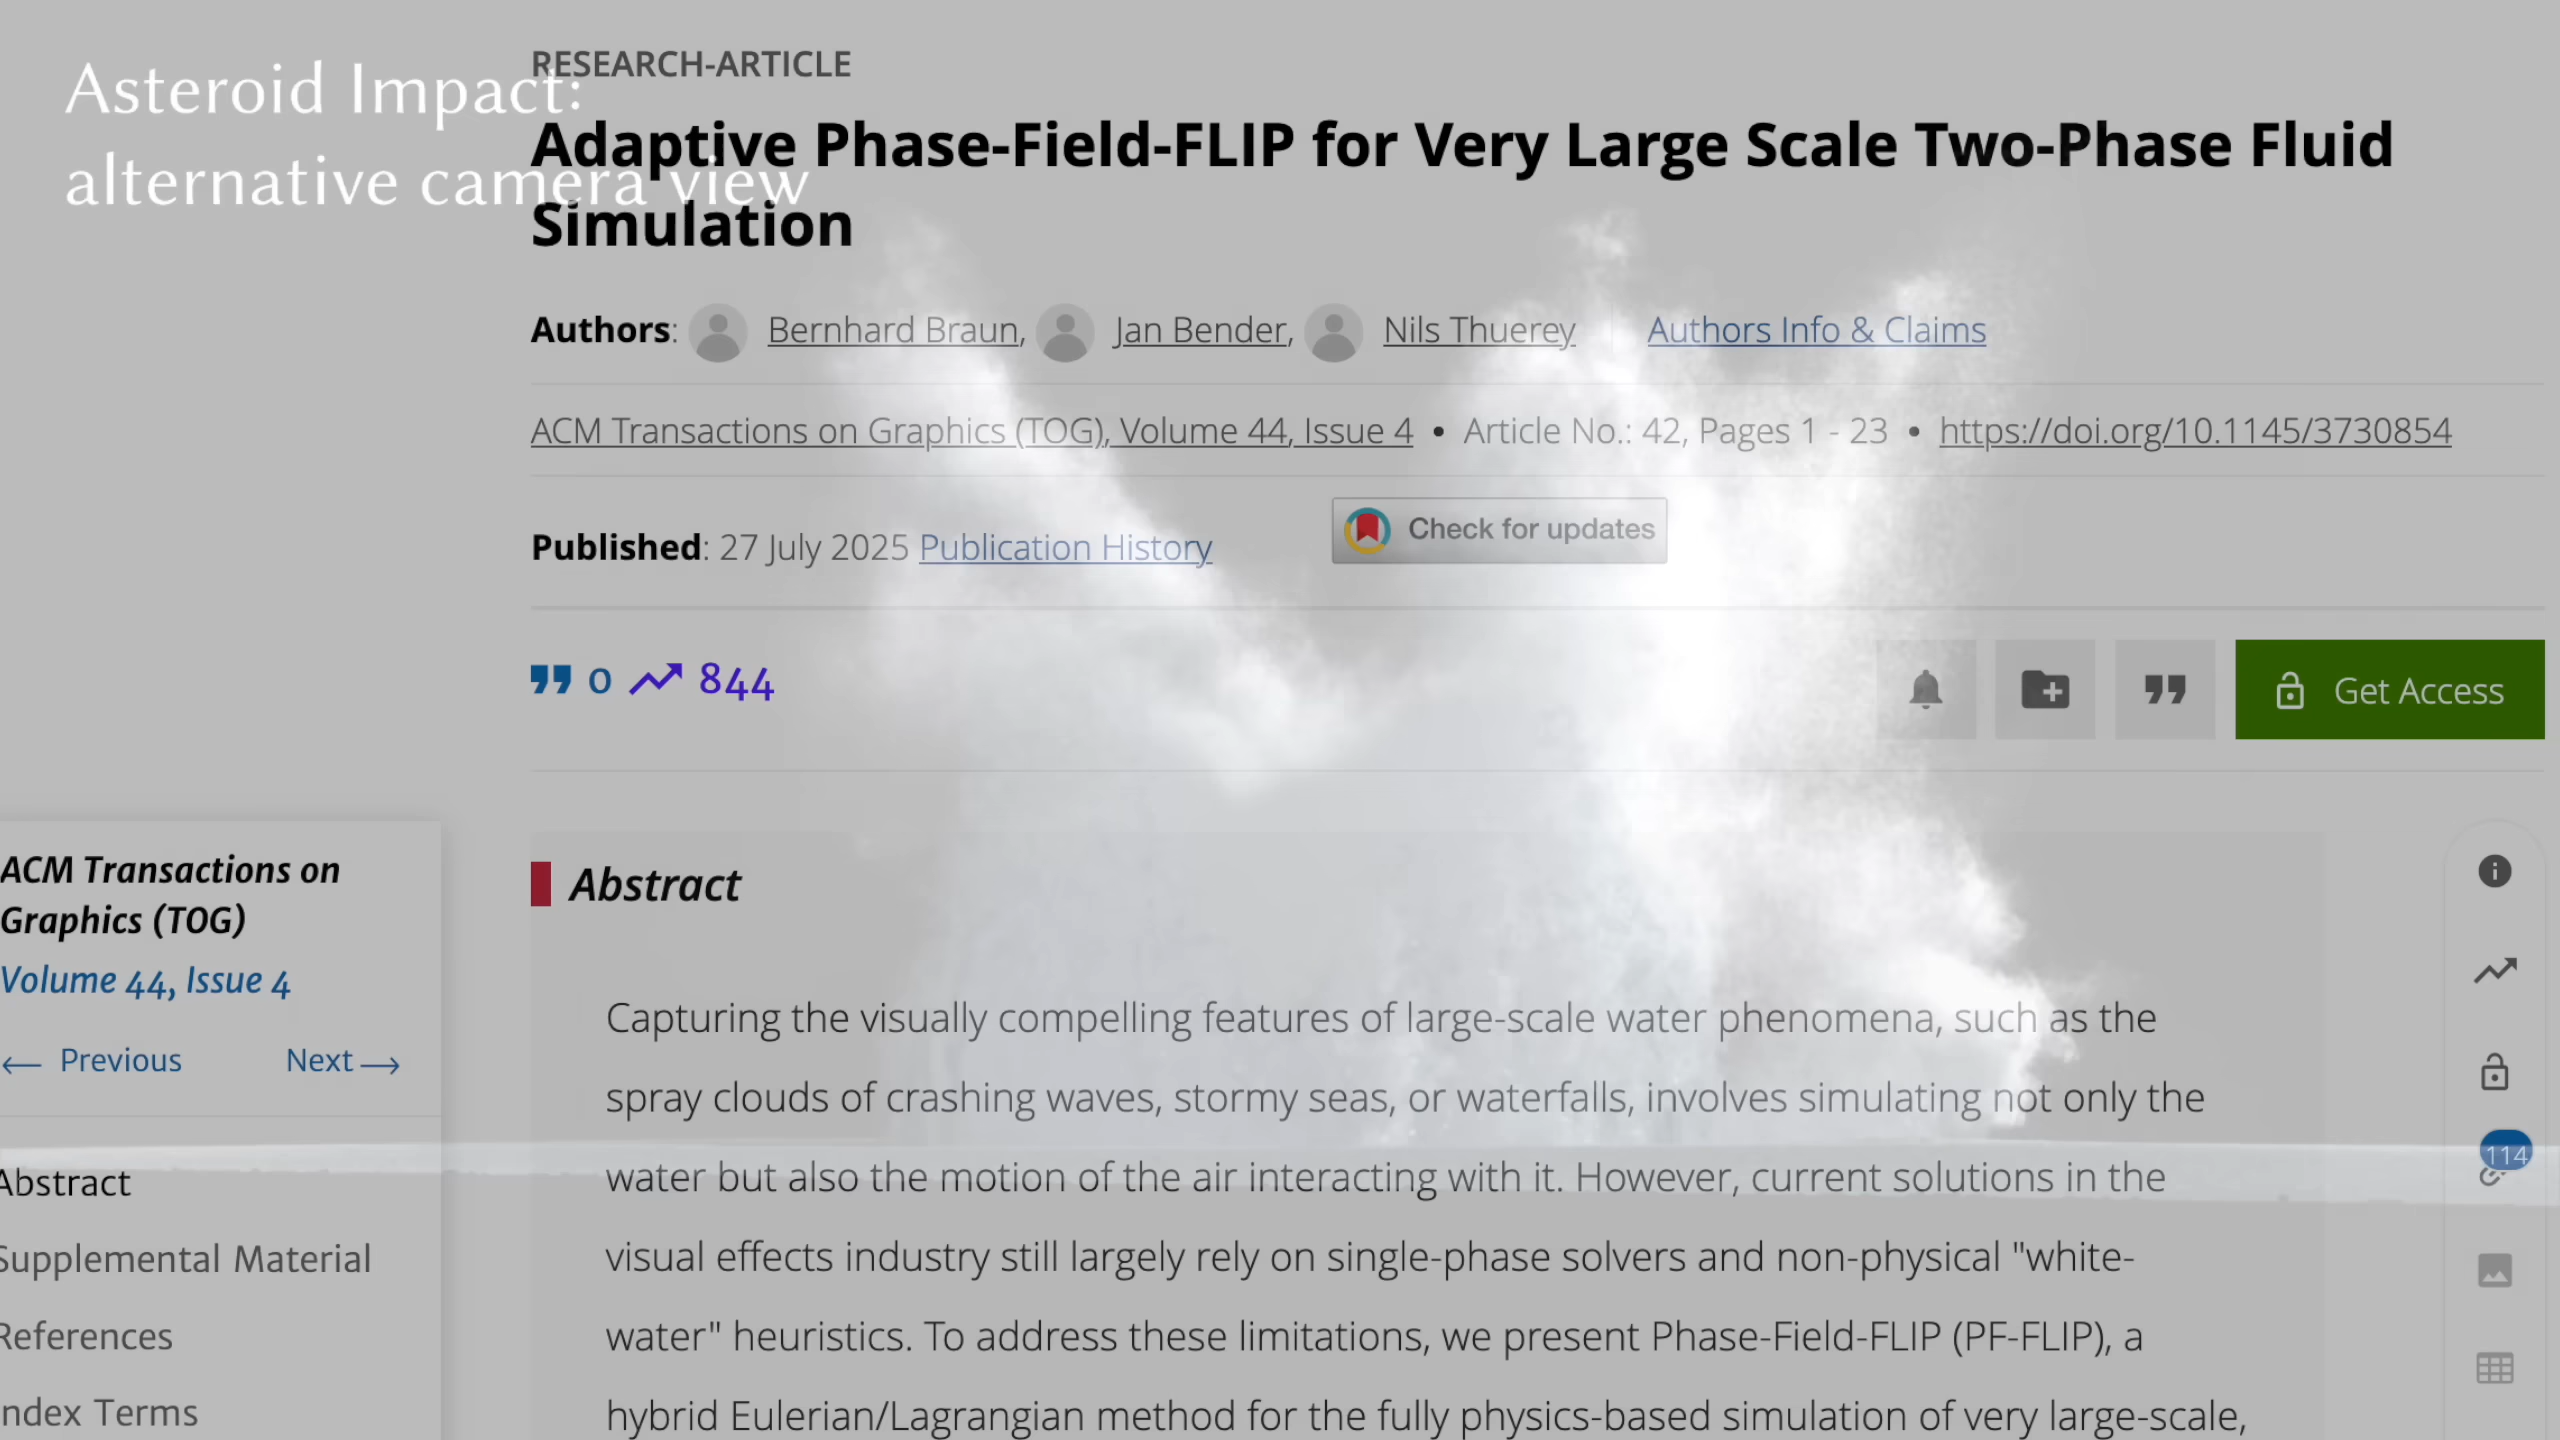 Asteroid Impact:
alternative camera view
RESEARCH-ARTICLE
Adaptive Phase-Field-FLIP for Very Large Scale Two-Phase Fluid
Simulation
Authors: Bernhard Braun, Jan Bender, Nils Thuerey Authors Info & Claims
ACM Transactions on Graphics (TOG), Volume 44, Issue 4 • Article No.: 42, Pages 1 - 23 • https://doi.org/10.1145/3730854
Published: 27 July 2025 Publication History
Check for updates
0 844
Get Access
ACM Transactions on
Graphics (TOG)
Volume 44, Issue 4
← Previous Next →
Abstract
Supplemental Material
References
Index Terms
Abstract
Capturing the visually compelling features of large-scale water phenomena, such as the
spray clouds of crashing waves, stormy seas, or waterfalls, involves simulating not only the
water but also the motion of the air interacting with it. However, current solutions in the
visual effects industry still largely rely on single-phase solvers and non-physical "white-
water" heuristics. To address these limitations, we present Phase-Field-FLIP (PF-FLIP), a
hybrid Eulerian/Lagrangian method for the fully physics-based simulation of very large-scale,
114